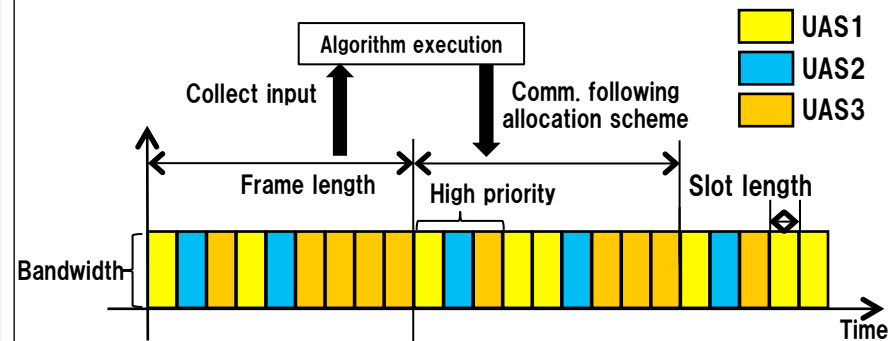 Algorithm execution
UAS1
UAS2
UAS3
Collect input
Comm. following
allocation scheme
Frame length
High priority
Slot length
Bandwidth
Time